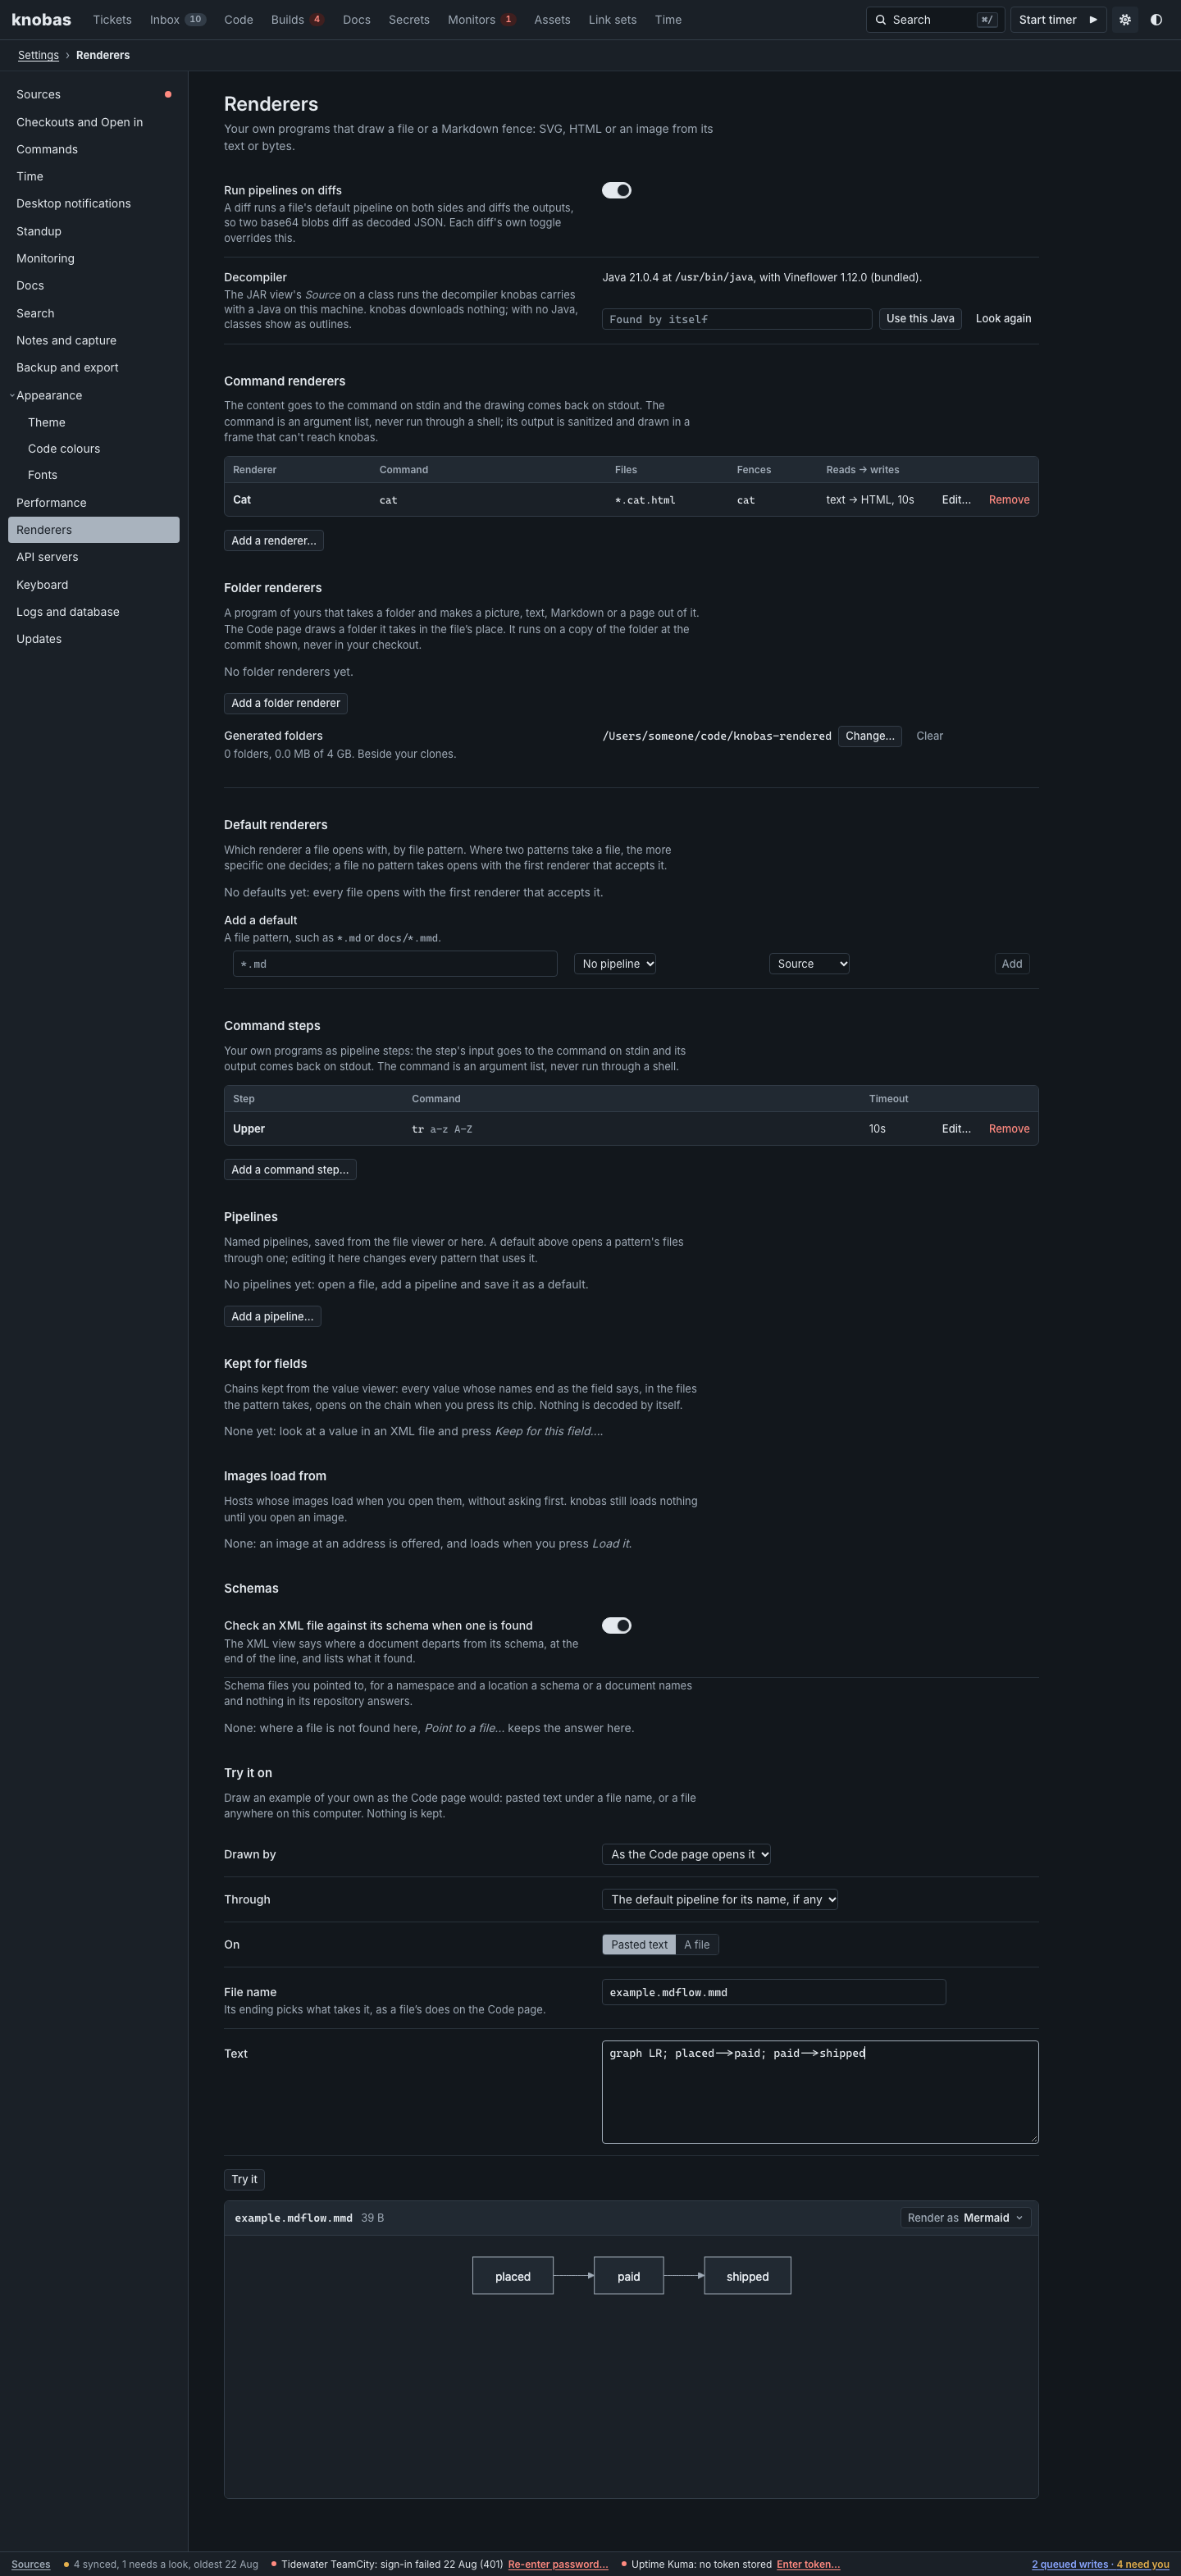 knobas Tickets Inbox 10 Code Builds 4 Docs Secrets Monitors 1 Assets Link sets Time Search ⌘/ Start timer
Settings › Renderers
Sources
Checkouts and Open in
Commands
Time
Desktop notifications
Standup
Monitoring
Docs
Search
Notes and capture
Backup and export
Appearance
Theme
Code colours
Fonts
Performance
Renderers
API servers
Keyboard
Logs and database
Updates
Renderers
Your own programs that draw a file or a Markdown fence: SVG, HTML or an image from its
text or bytes.
Run pipelines on diffs
A diff runs a file's default pipeline on both sides and diffs the outputs,
so two base64 blobs diff as decoded JSON. Each diff's own toggle
overrides this.
Decompiler
The JAR view's Source on a class runs the decompiler knobas carries
with a Java on this machine. knobas downloads nothing; with no Java,
classes show as outlines.
Java 21.0.4 at /usr/bin/java, with Vineflower 1.12.0 (bundled).
Found by itself Use this Java Look again
Command renderers
The content goes to the command on stdin and the drawing comes back on stdout. The
command is an argument list, never run through a shell; its output is sanitized and drawn in a
frame that can't reach knobas.
Renderer Command Files Fences Reads → writes
Cat cat *.cat.html cat text → HTML, 10s Edit... Remove
Add a renderer...
Folder renderers
A program of yours that takes a folder and makes a picture, text, Markdown or a page out of it.
The Code page draws a folder it takes in the file's place. It runs on a copy of the folder at the
commit shown, never in your checkout.
No folder renderers yet.
Add a folder renderer
Generated folders
0 folders, 0.0 MB of 4 GB. Beside your clones.
/Users/someone/code/knobas-rendered Change... Clear
Default renderers
Which renderer a file opens with, by file pattern. Where two patterns take a file, the more
specific one decides; a file no pattern takes opens with the first renderer that accepts it.
No defaults yet: every file opens with the first renderer that accepts it.
Add a default
A file pattern, such as *.md or docs/*.mmd.
*.md No pipeline Source Add
Command steps
Your own programs as pipeline steps: the step's input goes to the command on stdin and its
output comes back on stdout. The command is an argument list, never run through a shell.
Step Command Timeout
Upper tr a-z A-Z 10s Edit... Remove
Add a command step...
Pipelines
Named pipelines, saved from the file viewer or here. A default above opens a pattern's files
through one; editing it here changes every pattern that uses it.
No pipelines yet: open a file, add a pipeline and save it as a default.
Add a pipeline...
Kept for fields
Chains kept from the value viewer: every value whose names end as the field says, in the files
the pattern takes, opens on the chain when you press its chip. Nothing is decoded by itself.
None yet: look at a value in an XML file and press Keep for this field....
Images load from
Hosts whose images load when you open them, without asking first. knobas still loads nothing
until you open an image.
None: an image at an address is offered, and loads when you press Load it.
Schemas
Check an XML file against its schema when one is found
The XML view says where a document departs from its schema, at the
end of the line, and lists what it found.
Schema files you pointed to, for a namespace and a location a schema or a document names
and nothing in its repository answers.
None: where a file is not found here, Point to a file... keeps the answer here.
Try it on
Draw an example of your own as the Code page would: pasted text under a file name, or a file
anywhere on this computer. Nothing is kept.
Drawn by As the Code page opens it
Through The default pipeline for its name, if any
On Pasted text A file
File name
Its ending picks what takes it, as a file's does on the Code page.
example.mdflow.mmd
Text
graph LR; placed-->paid; paid-->shipped
Try it
example.mdflow.mmd 39 B Render as Mermaid
placed paid shipped
Sources 4 synced, 1 needs a look, oldest 22 Aug Tidewater TeamCity: sign-in failed 22 Aug (401) Re-enter password... Uptime Kuma: no token stored Enter token... 2 queued writes · 4 need you